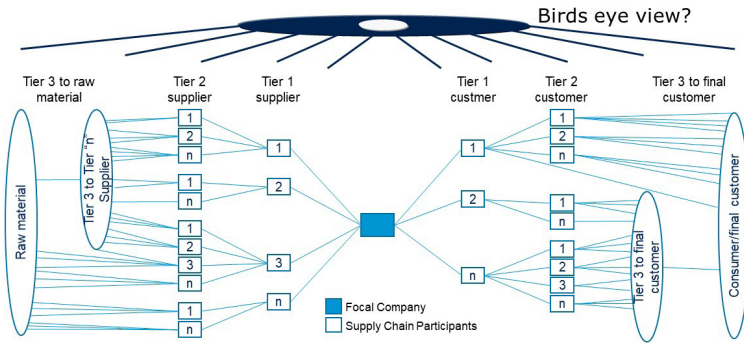 Birds eye view?
Tier 3 to raw
material
Tier 2
supplier
Tier 1
supplier
Tier 1
custmer
Tier 2
customer
Tier 3 to final
customer
Raw material
Tier 3 to Tier “n”
Supplier
1
2
n
1
n
1
2
3
n
1
n
1
2
3
n
1
2
n
1
2
n
1
n
1
2
3
n
Tier 3 to final
customer
Consumer/final customer
Focal Company
Supply Chain Participants